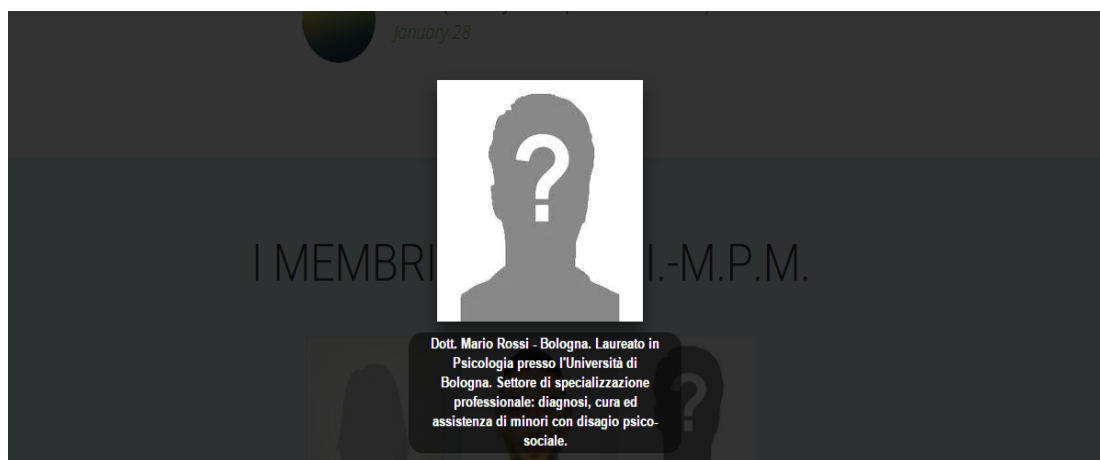 January 28
I MEMBRI
I.-M.P.M.
?
Dott. Mario Rossi - Bologna. Laureato in
Psicologia presso l'Università di
Bologna. Settore di specializzazione
professionale: diagnosi, cura ed
assistenza di minori con disagio psico-
sociale.
?